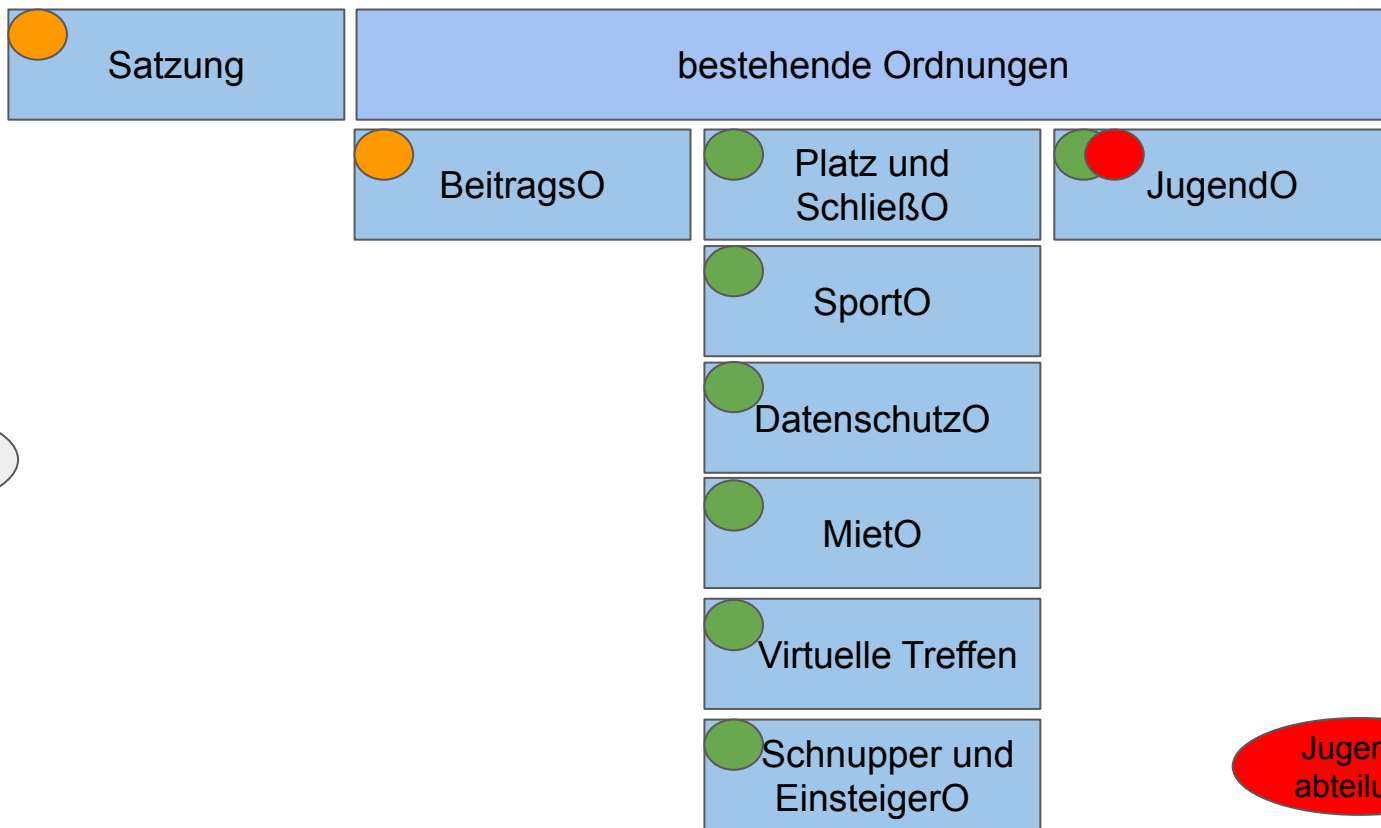 Satzung
bestehende Ordnungen
BeitragsO
Platz und
SchließO
JugendO
SportO
DatenschutzO
MietO
Virtuelle Treffen
Schnupper und
EinsteigerO